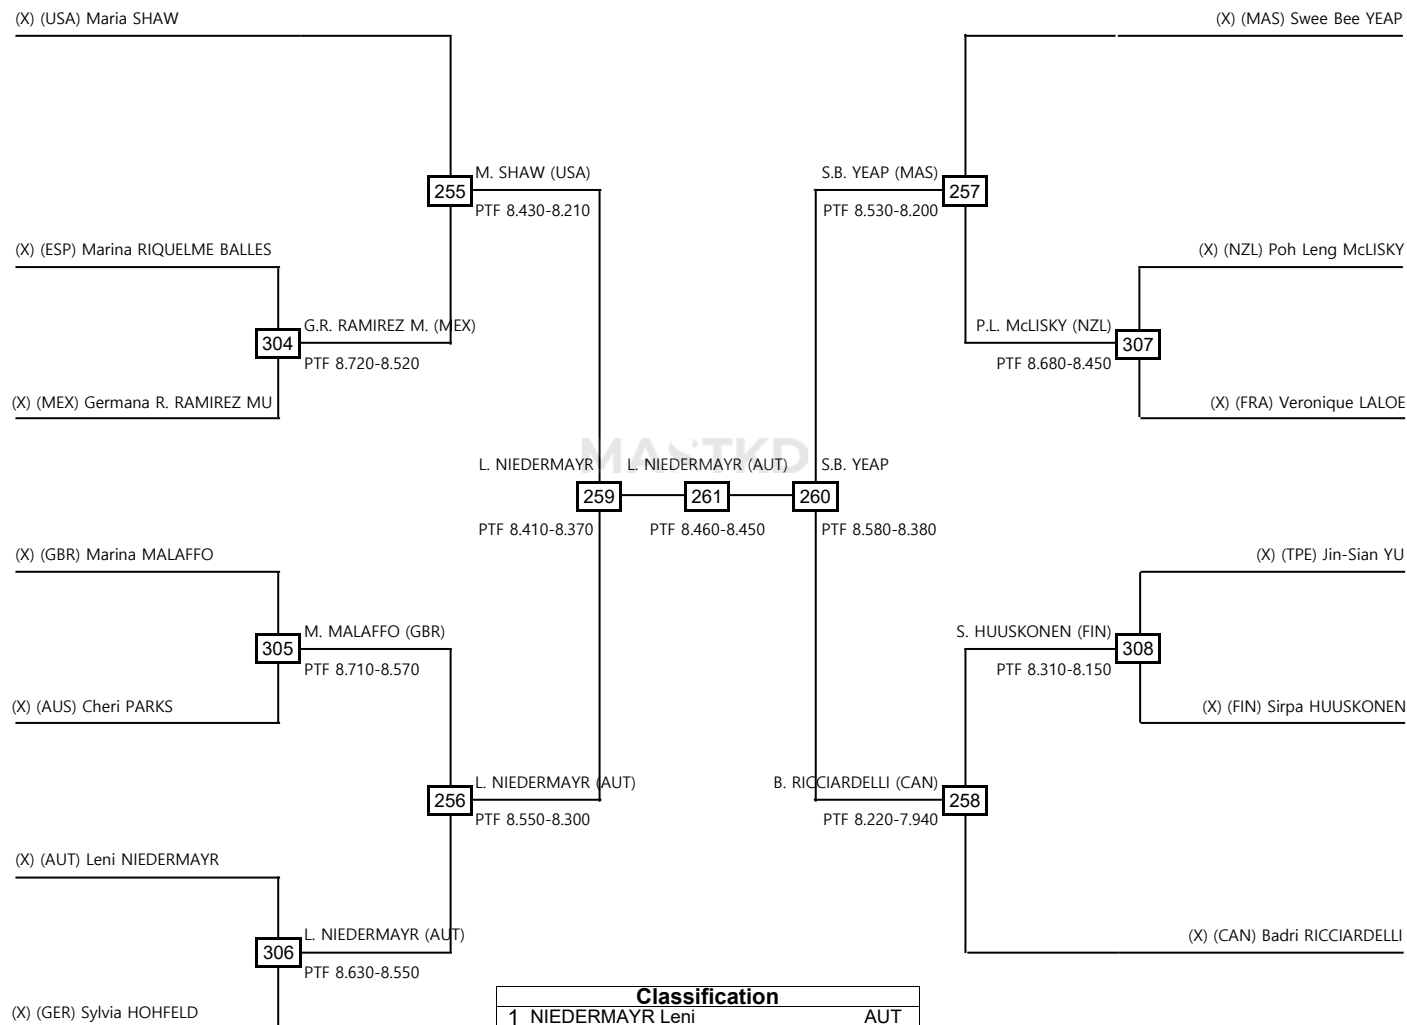 (X) (USA) Maria SHAW
(X) (MAS) Swee Bee YEAP
M. SHAW (USA)
255
PTF 8.430-8.210
S.B. YEAP (MAS)
257
PTF 8.530-8.200
(X) (ESP) Marina RIQUELME BALLES
(X) (NZL) Poh Leng McLISKY
G.R. RAMIREZ M. (MEX)
304
PTF 8.720-8.520
P.L. McLISKY (NZL)
307
PTF 8.680-8.450
(X) (MEX) Germana R. RAMIREZ MU
(X) (FRA) Veronique LALOE
MASTKD
L. NIEDERMAYR
L. NIEDERMAYR (AUT)
S.B. YEAP
259
261
260
PTF 8.410-8.370
PTF 8.460-8.450
PTF 8.580-8.380
(X) (GBR) Marina MALAFFO
(X) (TPE) Jin-Sian YU
M. MALAFFO (GBR)
305
PTF 8.710-8.570
S. HUUSKONEN (FIN)
308
PTF 8.310-8.150
(X) (AUS) Cheri PARKS
(X) (FIN) Sirpa HUUSKONEN
L. NIEDERMAYR (AUT)
256
PTF 8.550-8.300
B. RICCIARDELLI (CAN)
258
PTF 8.220-7.940
(X) (AUT) Leni NIEDERMAYR
L. NIEDERMAYR (AUT)
306
PTF 8.630-8.550
(X) (CAN) Badri RICCIARDELLI
(X) (GER) Sylvia HOHFELD
Classification
1 NIEDERMAYR Leni AUT